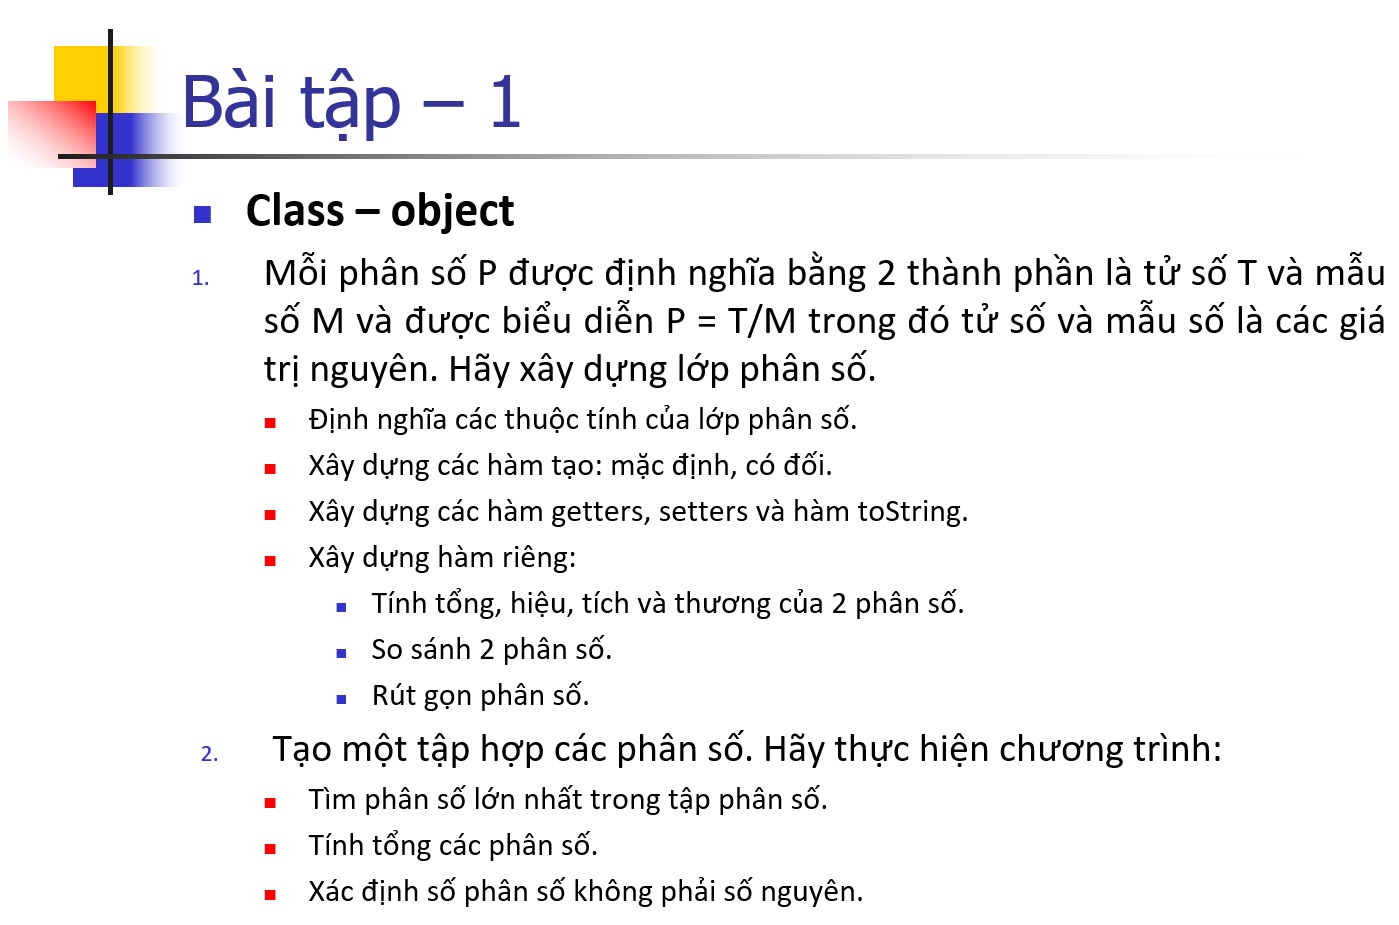 Bài tập – 1
Class – object
1. Mỗi phân số P được định nghĩa bằng 2 thành phần là tử số T và mẫu
số M và được biểu diễn P = T/M trong đó tử số và mẫu số là các giá
trị nguyên. Hãy xây dựng lớp phân số.
Định nghĩa các thuộc tính của lớp phân số.
Xây dựng các hàm tạo: mặc định, có đối.
Xây dựng các hàm getters, setters và hàm toString.
Xây dựng hàm riêng:
Tính tổng, hiệu, tích và thương của 2 phân số.
So sánh 2 phân số.
Rút gọn phân số.
2. Tạo một tập hợp các phân số. Hãy thực hiện chương trình:
Tìm phân số lớn nhất trong tập phân số.
Tính tổng các phân số.
Xác định số phân số không phải số nguyên.